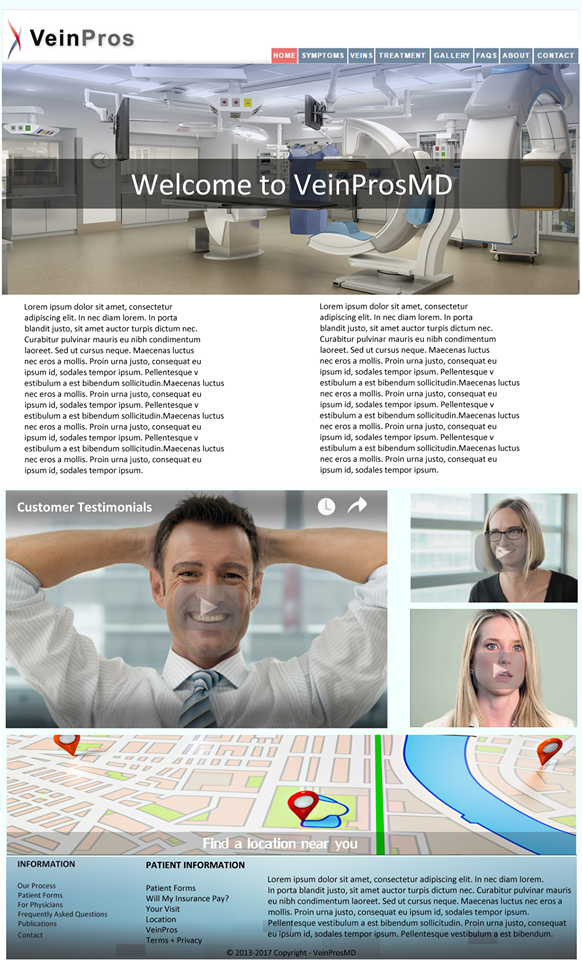 VeinPros
HOME SYMPTOMS VEINS TREATMENT GALLERY FAQS ABOUT CONTACT
Welcome to VeinProsMD
Lorem ipsum dolor sit amet, consectetur
adipiscing elit. In nec diam lorem. In porta
blandit justo, sit amet auctor turpis dictum nec.
Curabitur pulvinar mauris eu nibh condimentum
laoreet. Sed ut cursus neque. Maecenas luctus
nec eros a mollis. Proin urna justo, consequat eu
ipsum id, sodales tempor ipsum. Pellentesque v
estibulum a est bibendum sollicitudin.Maecenas luctus
nec eros a mollis. Proin urna justo, consequat eu
ipsum id, sodales tempor ipsum. Pellentesque v
estibulum a est bibendum sollicitudin.Maecenas luctus
nec eros a mollis. Proin urna justo, consequat eu
ipsum id, sodales tempor ipsum. Pellentesque v
estibulum a est bibendum sollicitudin.Maecenas luctus
nec eros a mollis. Proin urna justo, consequat eu
ipsum id, sodales tempor ipsum.
Lorem ipsum dolor sit amet, consectetur
adipiscing elit. In nec diam lorem. In porta
blandit justo, sit amet auctor turpis dictum nec.
Curabitur pulvinar mauris eu nibh condimentum
laoreet. Sed ut cursus neque. Maecenas luctus
nec eros a mollis. Proin urna justo, consequat eu
ipsum id, sodales tempor ipsum. Pellentesque v
estibulum a est bibendum sollicitudin.Maecenas luctus
nec eros a mollis. Proin urna justo, consequat eu
ipsum id, sodales tempor ipsum. Pellentesque v
estibulum a est bibendum sollicitudin.Maecenas luctus
nec eros a mollis. Proin urna justo, consequat eu
ipsum id, sodales tempor ipsum. Pellentesque v
estibulum a est bibendum sollicitudin.Maecenas luctus
nec eros a mollis. Proin urna justo, consequat eu
ipsum id, sodales tempor ipsum.
Customer Testimonials
Find a location near you
INFORMATION
Our Process
Patient Forms
For Physicians
Frequently Asked Questions
Publications
Contact
PATIENT INFORMATION
Patient Forms
Will My Insurance Pay?
Your Visit
Location
VeinPros
Terms + Privacy
Lorem ipsum dolor sit amet, consectetur adipiscing elit. In nec diam lorem.
In porta blandit justo, sit amet auctor turpis dictum nec. Curabitur pulvinar mauris
eu nibh condimentum laoreet. Sed ut cursus neque. Maecenas luctus nec eros a
mollis. Proin urna justo, consequat eu ipsum id, sodales tempor ipsum.
Pellentesque vestibulum a est bibendum sollicitudin.Maecenas luctus
nec eros a mollis. Proin urna justo, consequat
eu ipsum id, sodales tempor ipsum. Pellentesque vestibulum a est bibendum.
© 2013-2017 Copyright - VeinProsMD